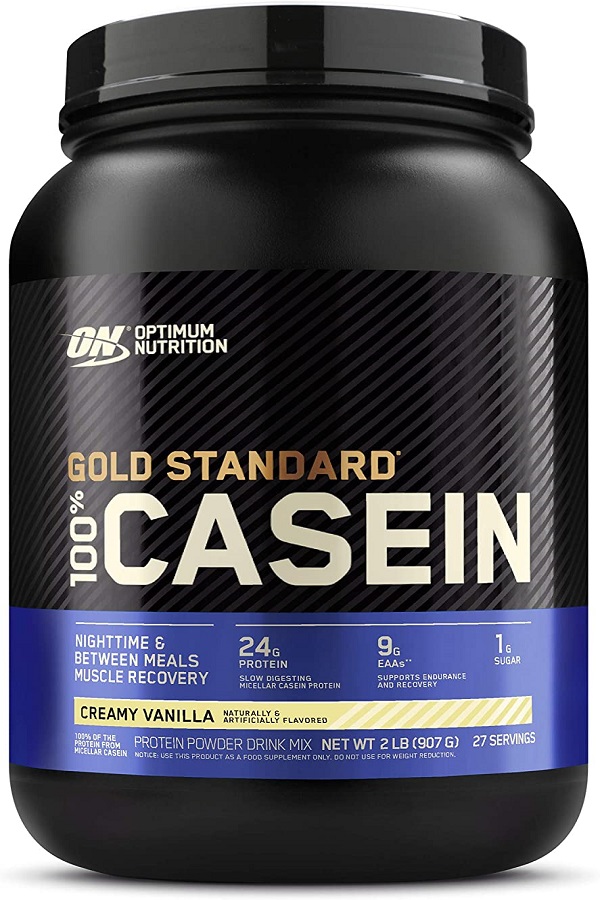 ON® OPTIMUM
NUTRITION
GOLD STANDARD®
100% CASEIN
NIGHTTIME &
BETWEEN MEALS
MUSCLE RECOVERY
24G
PROTEIN
SLOW DIGESTING
MICELLAR CASEIN PROTEIN
9G
EAAs**
SUPPORTS ENDURANCE
AND RECOVERY
1G
SUGAR
CREAMY VANILLA
NATURALLY &
ARTIFICIALLY FLAVORED
100% OF THE
PROTEIN FROM
MICELLAR CASEIN
PROTEIN POWDER DRINK MIX NET WT 2 LB (907 G) 27 SERVINGS
NOTICE: USE THIS PRODUCT AS A FOOD SUPPLEMENT ONLY. DO NOT USE FOR WEIGHT REDUCTION.